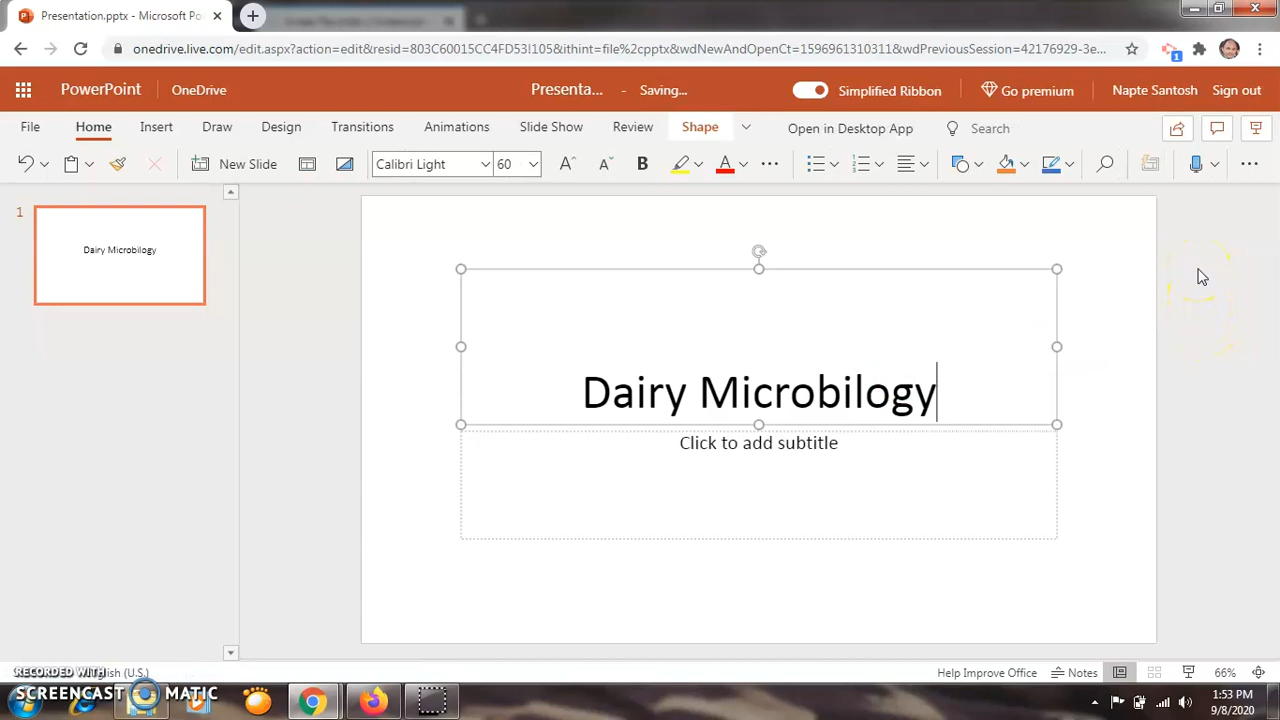 Presentation.pptx - Microsoft Po
onedrive.live.com/edit.aspx?action=edit&resid=803C60015CC4FD53!105&ithint=file%2cpptx&wdNewAndOpenCt=1596961310311&wdPreviousSession=42176929-3e...
1
PowerPoint OneDrive Presenta... - Saving... Simplified Ribbon Go premium Napte Santosh Sign out
File Home Insert Draw Design Transitions Animations Slide Show Review Shape Open in Desktop App Search
New Slide Calibri Light 60 A A B A
1
Dairy Microbilogy
Dairy Microbilogy
Click to add subtitle
RECORDED WITH
English (U.S.) Help Improve Office Notes 66%
SCREENCAST MATIC
1:53 PM
9/8/2020